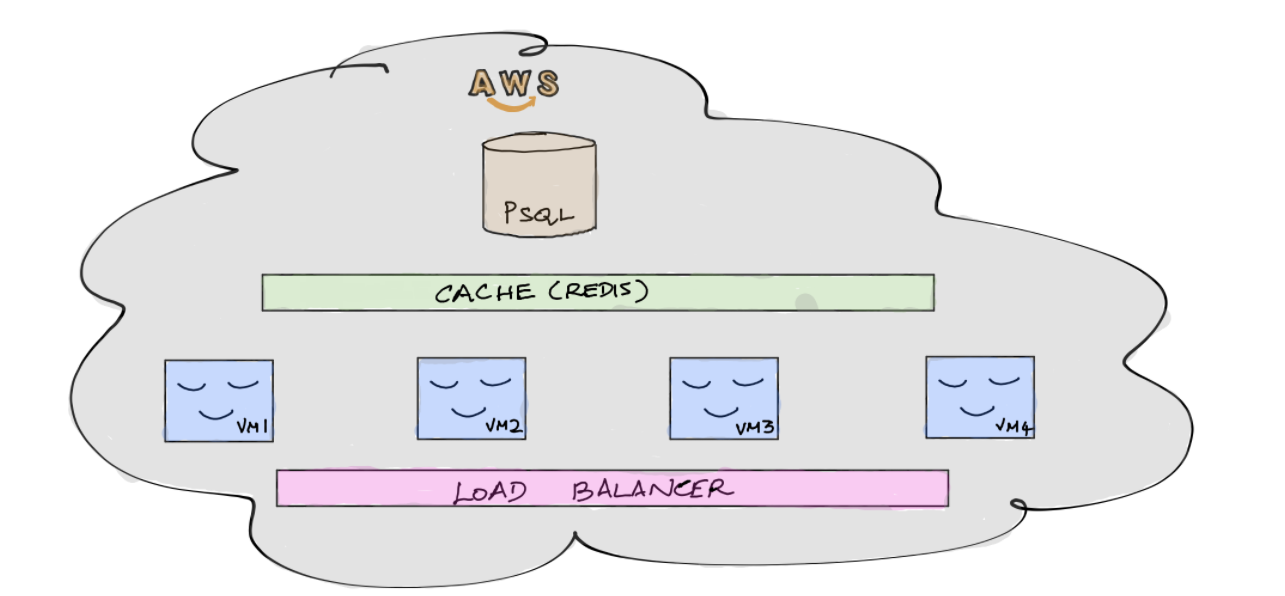 AWS
PSQL
CACHE (REDIS)
VM1
VM2
VM3
VM4
LOAD BALANCER